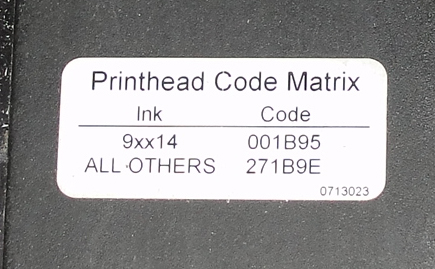 Printhead Code Matrix
Ink Code
9xx14 001B95
ALL OTHERS 271B9E
0713023